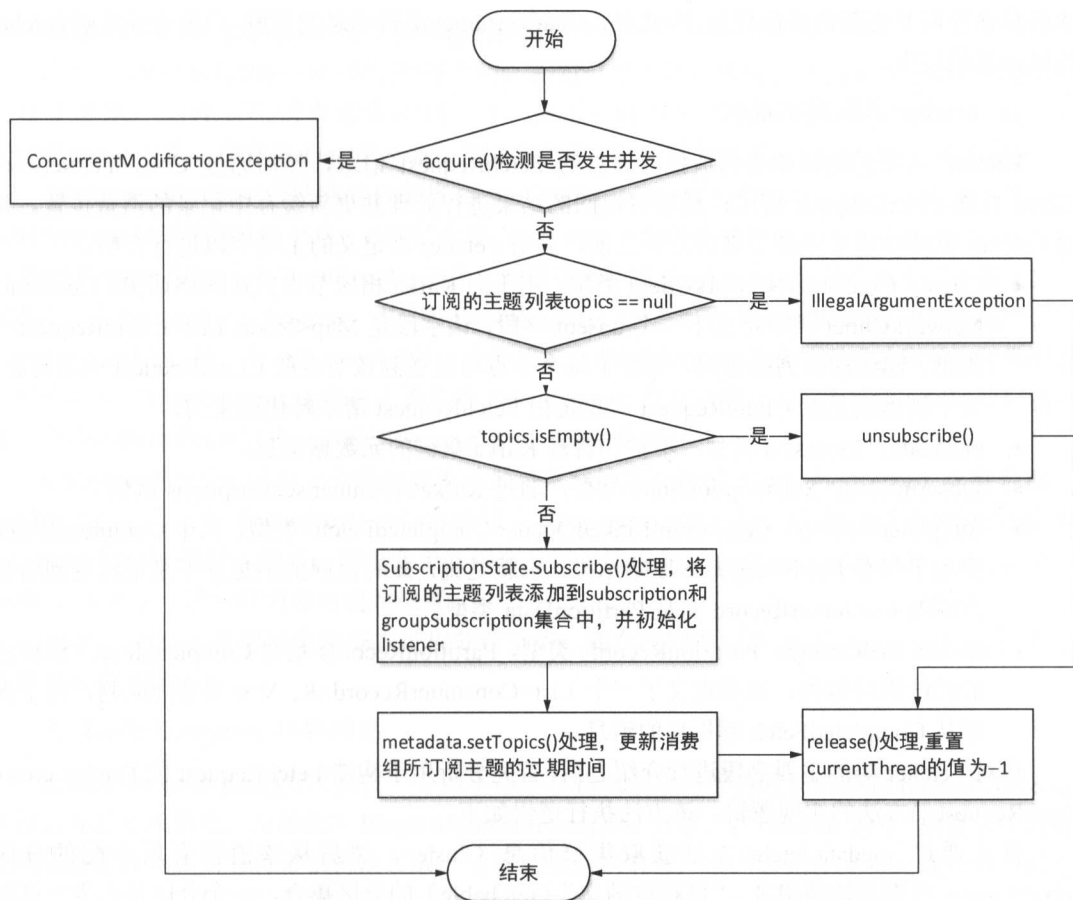 开始
acquire()检测是否发生并发
是
ConcurrentModificationException
否
订阅的主题列表topics == null
是
IllegalArgumentException
否
topics.isEmpty()
是
unsubscribe()
否
SubscriptionState.Subscribe()处理，将
订阅的主题列表添加到subscription和
groupSubscription集合中，并初始化
listener
metadata.setTopics()处理，更新消费
组所订阅主题的过期时间
release()处理,重置
currentThread的值为–1
结束